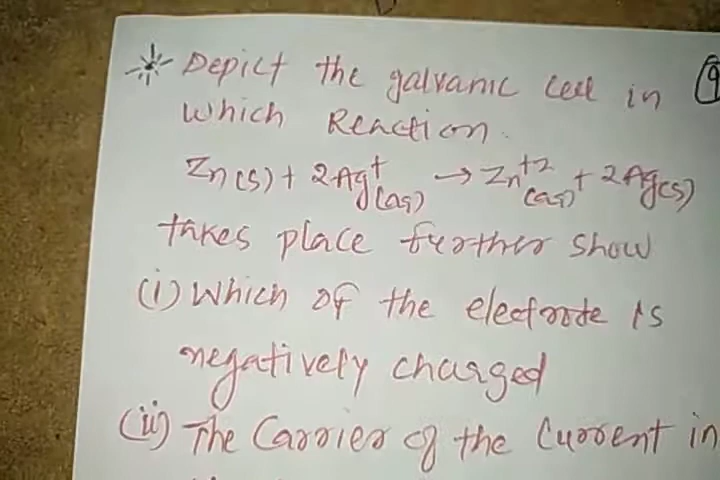 * Depict the galvanic cell in
which Reaction.
Zn(s) + 2Ag⁺(aq) → Zn⁺²(aq) + 2Ag(s)
takes place further show
(i) Which of the electrode is
negatively charged
(ii) The Carrier of the Current in